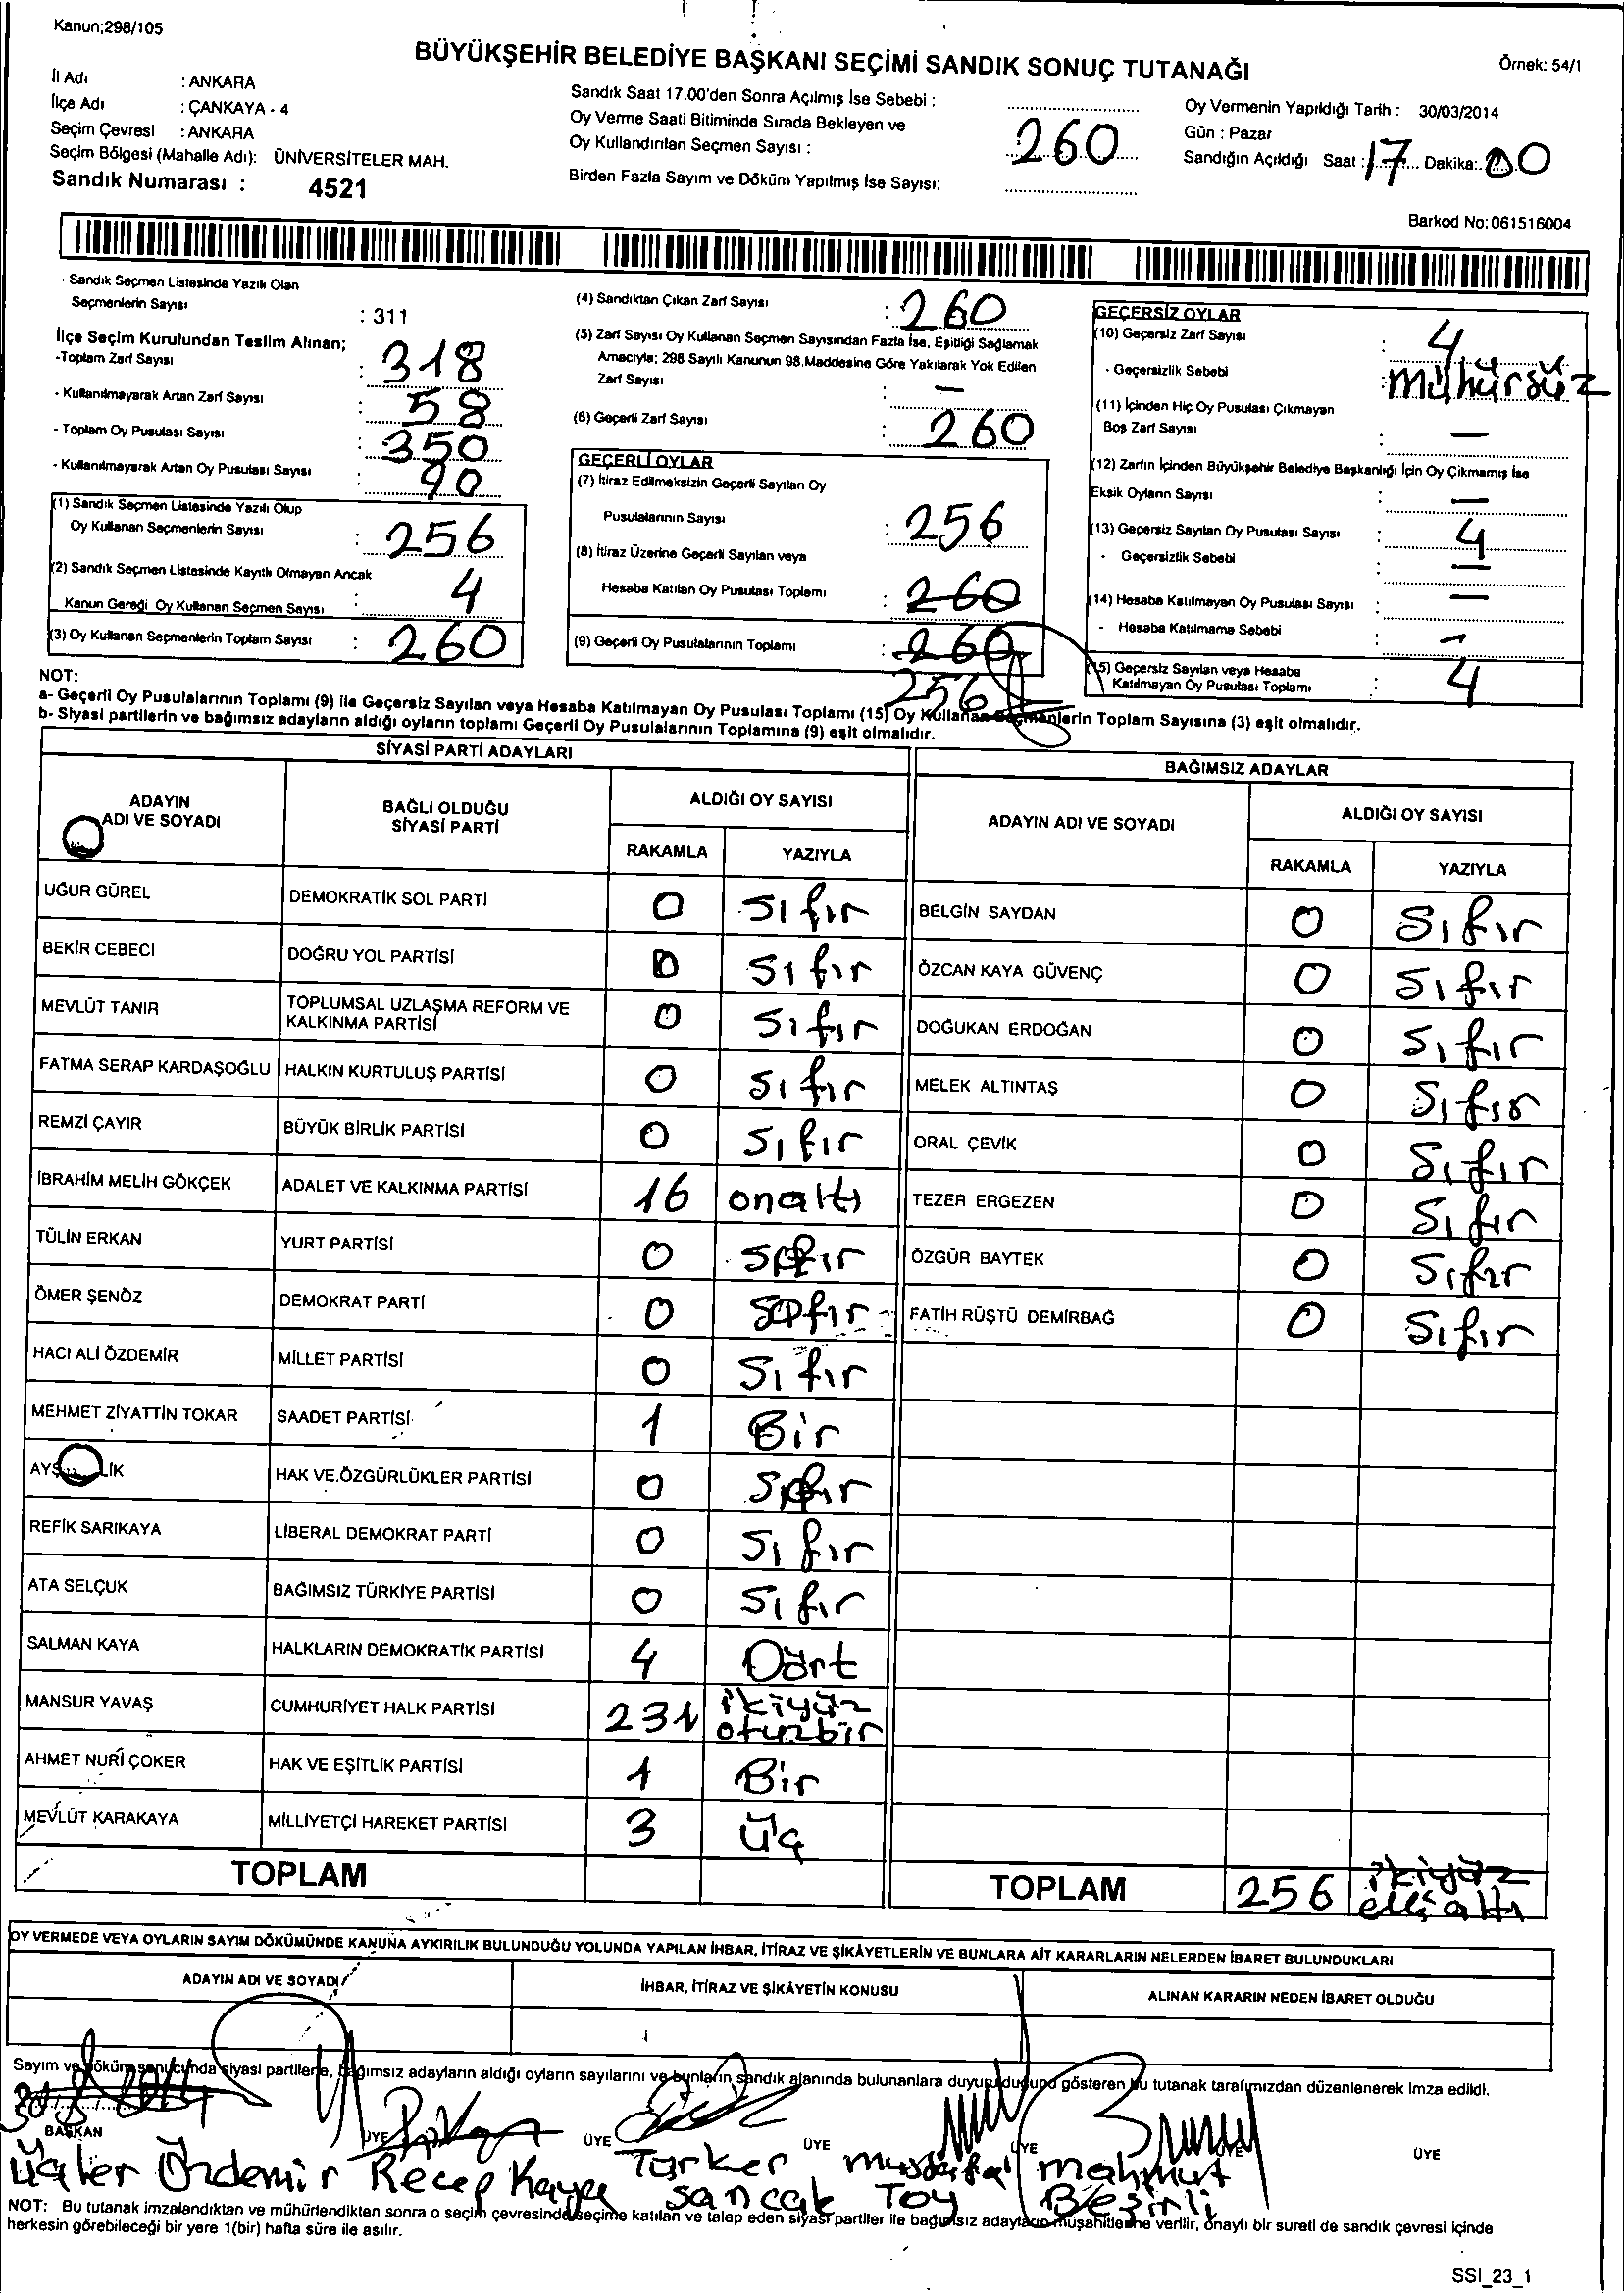 Kanun;298/105
BÜYÜKŞEHİR BELEDİYE BAŞKANI SEÇİMİ SANDIK SONUÇ TUTANAĞI
Örnek: 54/1
İl Adı : ANKARA
İlçe Adı : ÇANKAYA - 4
Seçim Çevresi : ANKARA
Seçim Bölgesi (Mahalle Adı): ÜNİVERSİTELER MAH.
Sandık Numarası : 4521
Sandık Saat 17.00'den Sonra Açılmış İse Sebebi :
Oy Verme Saati Bitiminde Sırada Bekleyen ve
Oy Kullandırılan Seçmen Sayısı : 260
Birden Fazla Sayım ve Döküm Yapılmış İse Sayısı:
Oy Vermenin Yapıldığı Tarih : 30/03/2014
Gün : Pazar
Sandığın Açıldığı Saat : 17 Dakika: 00
Barkod No:061516004
- Sandık Seçmen Listesinde Yazılı Olan
Seçmenlerin Sayısı : 311
İlçe Seçim Kurulundan Teslim Alınan;
-Toplam Zarf Sayısı : 318
- Kullanılmayarak Artan Zarf Sayısı : 58
- Toplam Oy Pusulası Sayısı : 350
- Kullanılmayarak Artan Oy Pusulası Sayısı : 90
(1) Sandık Seçmen Listesinde Yazılı Olup
Oy Kullanan Seçmenlerin Sayısı : 256
(2) Sandık Seçmen Listesinde Kayıtlı Olmayan Ancak
Kanun Gereği Oy Kullanan Seçmen Sayısı : 4
(3) Oy Kullanan Seçmenlerin Toplam Sayısı : 260
(4) Sandıktan Çıkan Zarf Sayısı : 260
(5) Zarf Sayısı Oy Kullanan Seçmen Sayısından Fazla İse, Eşitliği Sağlamak
Amacıyla; 298 Sayılı Kanunun 98.Maddesine Göre Yakılarak Yok Edilen
Zarf Sayısı : —
(6) Geçerli Zarf Sayısı : 260
GEÇERLİ OYLAR
(7) İtiraz Edilmeksizin Geçerli Sayılan Oy
Pusulalarının Sayısı : 256
(8) İtiraz Üzerine Geçerli Sayılan veya
Hesaba Katılan Oy Pusulası Toplamı : 260
(9) Geçerli Oy Pusulalarının Toplamı : 260
256
GEÇERSİZ OYLAR
(10) Geçersiz Zarf Sayısı : 4
- Geçersizlik Sebebi : mühürsüz
(11) İçinden Hiç Oy Pusulası Çıkmayan
Boş Zarf Sayısı : —
(12) Zarfın İçinden Büyükşehir Belediye Başkanlığı İçin Oy Çıkmamış İse
Eksik Oyların Sayısı : —
(13) Geçersiz Sayılan Oy Pusulası Sayısı : 4
- Geçersizlik Sebebi : —
(14) Hesaba Katılmayan Oy Pusulası Sayısı : —
- Hesaba Katılmama Sebebi : —
(15) Geçersiz Sayılan veya Hesaba
Katılmayan Oy Pusulası Toplamı : 4
NOT:
a- Geçerli Oy Pusulalarının Toplamı (9) ile Geçersiz Sayılan veya Hesaba Katılmayan Oy Pusulası Toplamı (15) Oy Kullanan Seçmenlerin Toplam Sayısına (3) eşit olmalıdır.
b- Siyasi partilerin ve bağımsız adayların aldığı oyların toplamı Geçerli Oy Pusulalarının Toplamına (9) eşit olmalıdır.
SİYASİ PARTİ ADAYLARI
BAĞIMSIZ ADAYLAR
ADAYIN ADI VE SOYADI
BAĞLI OLDUĞU SİYASİ PARTİ
ALDIĞI OY SAYISI
RAKAMLA YAZIYLA
ADAYIN ADI VE SOYADI
ALDIĞI OY SAYISI
RAKAMLA YAZIYLA
UĞUR GÜREL DEMOKRATİK SOL PARTİ 0 Sıfır
BEKİR CEBECİ DOĞRU YOL PARTİSİ 0 Sıfır
MEVLÜT TANIR TOPLUMSAL UZLAŞMA REFORM VE KALKINMA PARTİSİ 0 Sıfır
FATMA SERAP KARDAŞOĞLU HALKIN KURTULUŞ PARTİSİ 0 Sıfır
REMZİ ÇAYIR BÜYÜK BİRLİK PARTİSİ 0 Sıfır
İBRAHİM MELİH GÖKÇEK ADALET VE KALKINMA PARTİSİ 16 onaltı
TÜLİN ERKAN YURT PARTİSİ 0 Sıfır
ÖMER ŞENÖZ DEMOKRAT PARTİ 0 Sıfır
HACI ALİ ÖZDEMİR MİLLET PARTİSİ 0 Sıfır
MEHMET ZİYATTİN TOKAR SAADET PARTİSİ 1 Bir
HAK VE ÖZGÜRLÜKLER PARTİSİ 0 Sıfır
REFİK SARIKAYA LİBERAL DEMOKRAT PARTİ 0 Sıfır
ATA SELÇUK BAĞIMSIZ TÜRKİYE PARTİSİ 0 Sıfır
SALMAN KAYA HALKLARIN DEMOKRATİK PARTİSİ 4 Dört
MANSUR YAVAŞ CUMHURİYET HALK PARTİSİ 231 ikiyüz otuzbir
AHMET NURİ ÇOKER HAK VE EŞİTLİK PARTİSİ 1 Bir
MEVLÜT KARAKAYA MİLLİYETÇİ HAREKET PARTİSİ 3 üç
TOPLAM
BELGİN SAYDAN 0 Sıfır
ÖZCAN KAYA GÜVENÇ 0 Sıfır
DOĞUKAN ERDOĞAN 0 Sıfır
MELEK ALTINTAŞ 0 Sıfır
ORAL ÇEVİK 0 Sıfır
TEZER ERGEZEN 0 Sıfır
ÖZGÜR BAYTEK 0 Sıfır
FATİH RÜŞTÜ DEMİRBAĞ 0 Sıfır
TOPLAM 256 ikiyüz elli altı
OY VERMEDE VEYA OYLARIN SAYIM DÖKÜMÜNDE KANUNA AYKIRILIK BULUNDUĞU YOLUNDA YAPILAN İHBAR, İTİRAZ VE ŞİKÂYETLERİN VE BUNLARA AİT KARARLARIN NELERDEN İBARET BULUNDUKLARI
ADAYIN ADI VE SOYADI
İHBAR, İTİRAZ VE ŞİKÂYETİN KONUSU
ALINAN KARARIN NEDEN İBARET OLDUĞU
Sayım ve döküm sonucunda siyasi partilerle, bağımsız adayların aldığı oyların sayılarını ve bunların sandık alanında bulunanlara duyurulduğunu gösteren bu tutanak tarafımızdan düzenlenerek imza edildi.
BAŞKAN ÜYE ÜYE ÜYE ÜYE ÜYE ÜYE
Üçler Özdemir Recep Kaya Türker Sancak Mustafa Toy Mahmut Beşirli
NOT: Bu tutanak imzalandıktan ve mühürlendikten sonra o seçim çevresinde seçime katılan ve talep eden siyasi partiler ile bağımsız adayların müşahitlerine verilir, onaylı bir sureti de sandık çevresi içinde
herkesin görebileceği bir yere 1(bir) hafta süre ile asılır.
SSI_23_1